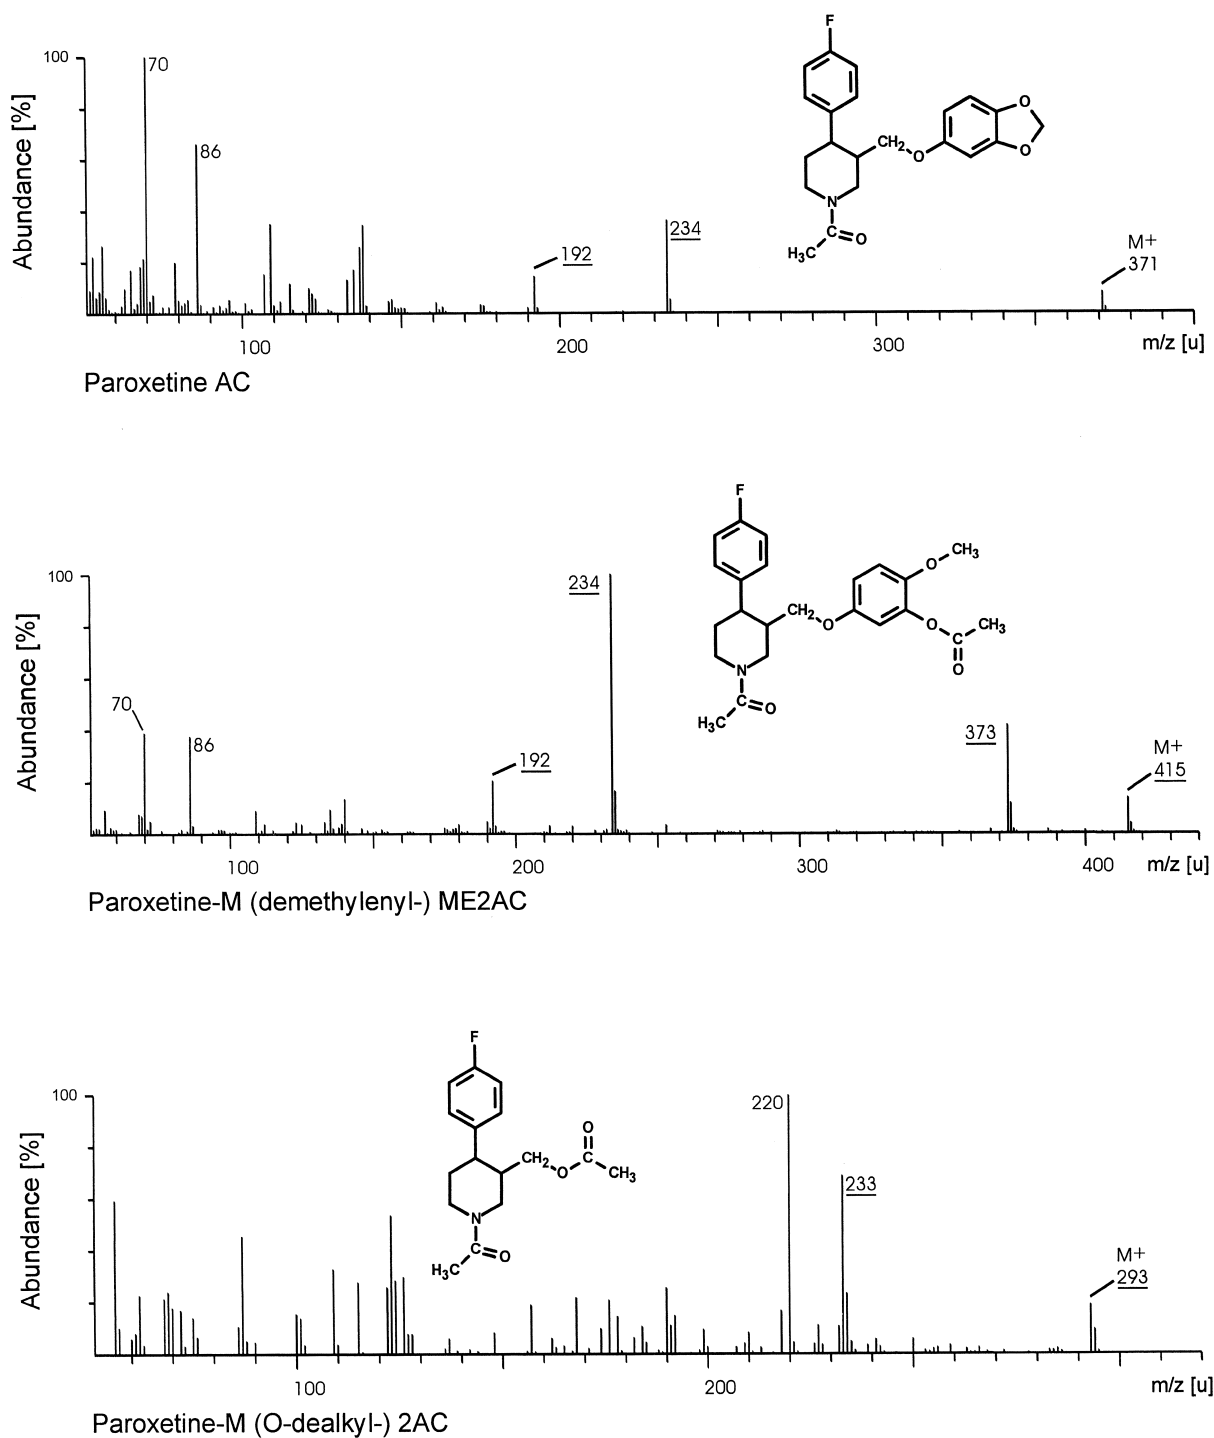 F
100
70
Abundance [%]
86
O
CH2
O
O
234
N
M+
192
C
O
371
H3C
100
200
300
m/z [u]
Paroxetine AC
F
CH3
O
100
234
CH2
O
O
CH3
C
Abundance [%]
O
N
70
C
O
H3C
373
86
M+
192
415
100
200
300
400
m/z [u]
Paroxetine-M (demethylenyl-) ME2AC
F
100
220
O
CH2
C
O
CH3
Abundance [%]
233
N
C
O
M+
H3C
293
100
200
m/z [u]
Paroxetine-M (O-dealkyl-) 2AC